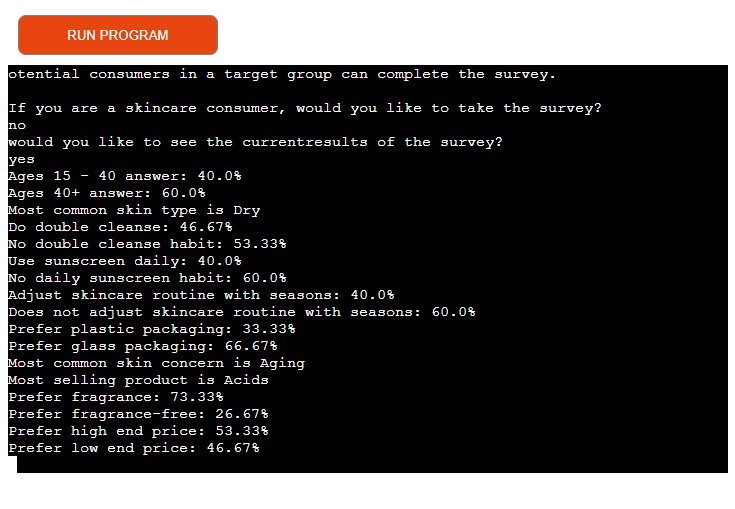 RUN PROGRAM
otential consumers in a target group can complete the survey.
If you are a skincare consumer, would you like to take the survey?
no
would you like to see the currentresults of the survey?
yes
Ages 15 - 40 answer: 40.0%
Ages 40+ answer: 60.0%
Most common skin type is Dry
Do double cleanse: 46.67%
No double cleanse habit: 53.33%
Use sunscreen daily: 40.0%
No daily sunscreen habit: 60.0%
Adjust skincare routine with seasons: 40.0%
Does not adjust skincare routine with seasons: 60.0%
Prefer plastic packaging: 33.33%
Prefer glass packaging: 66.67%
Most common skin concern is Aging
Most selling product is Acids
Prefer fragrance: 73.33%
Prefer fragrance-free: 26.67%
Prefer high end price: 53.33%
Prefer low end price: 46.67%